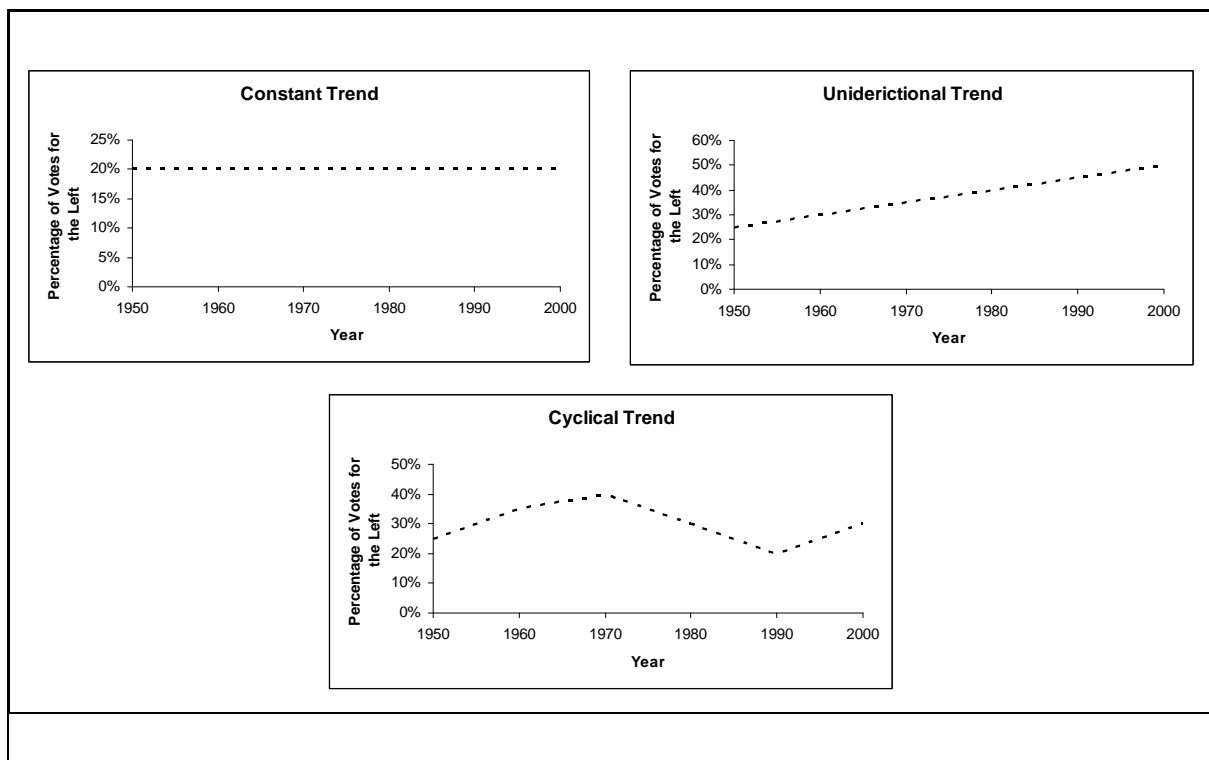 Constant Trend
Percentage of Votes for
the Left
25%
20%
15%
10%
5%
0%
1950 1960 1970 1980 1990 2000
Year
Uniderictional Trend
Percentage of Votes for
the Left
60%
50%
40%
30%
20%
10%
0%
1950 1960 1970 1980 1990 2000
Year
Cyclical Trend
Percentage of Votes for
the Left
50%
40%
30%
20%
10%
0%
1950 1960 1970 1980 1990 2000
Year